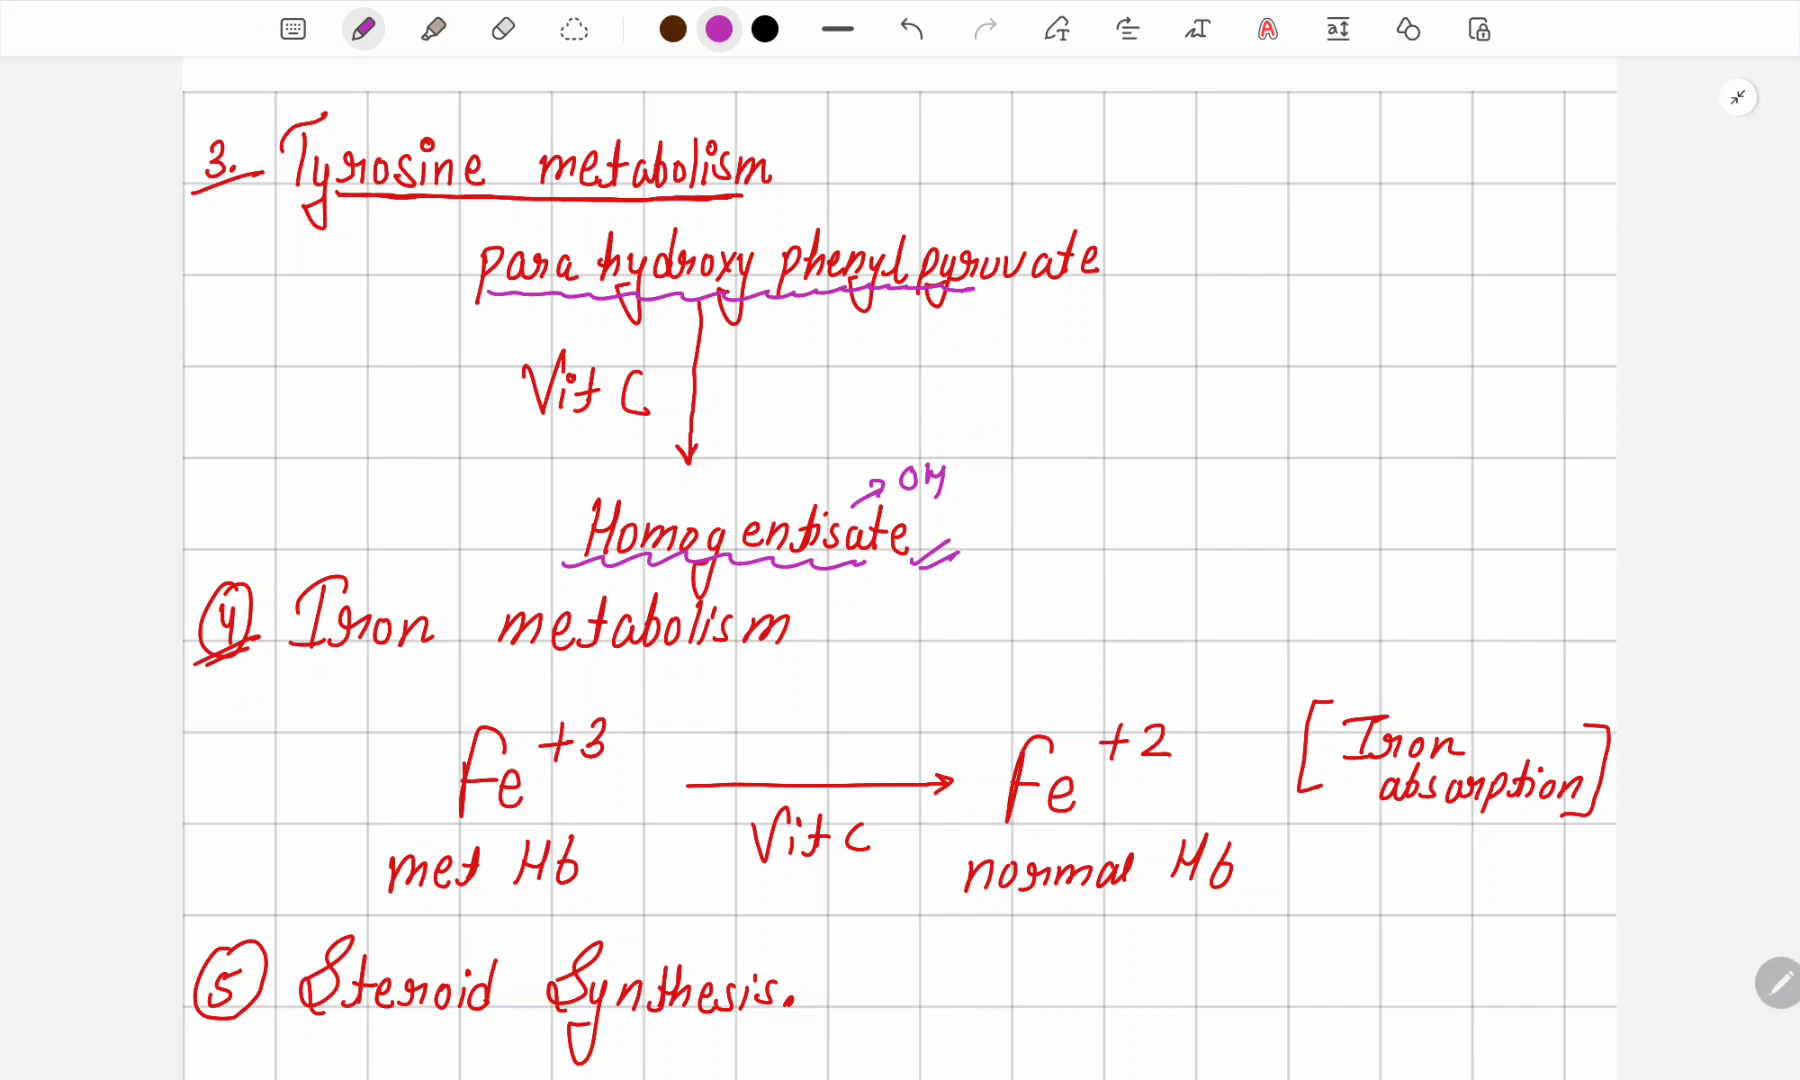 3. Tyrosine metabolism
para hydroxy phenyl pyruvate
Vit C
OH
Homogentisate
4 Iron metabolism
Fe +3
Fe +2
[Iron absorption]
Vit C
met Hb
normal Hb
5 Steroid Synthesis.